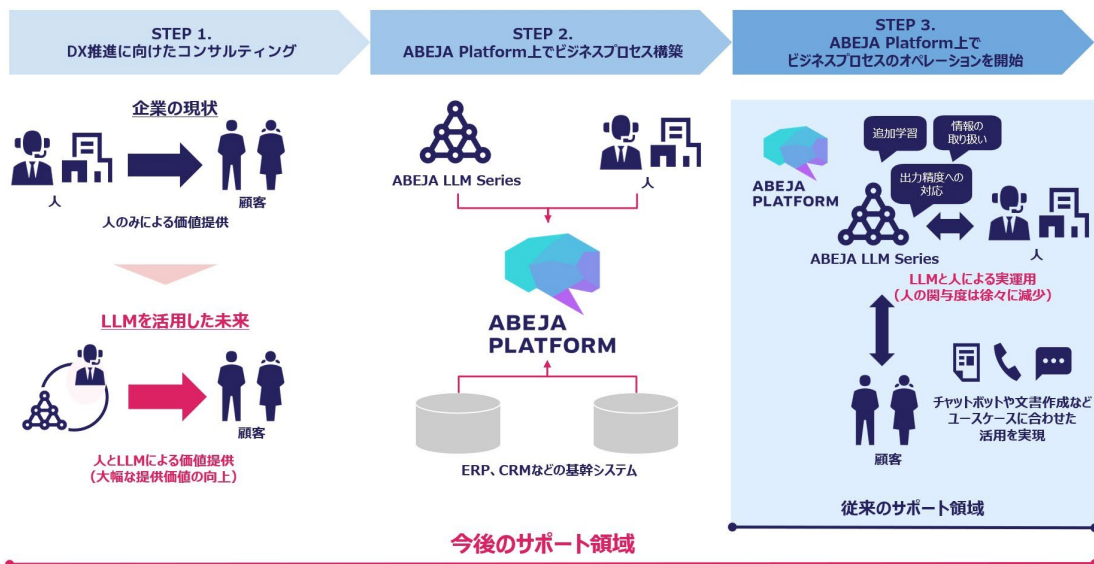 STEP 1.
DX推進に向けたコンサルティング
STEP 2.
ABEJA Platform上でビジネスプロセス構築
STEP 3.
ABEJA Platform上で
ビジネスプロセスのオペレーションを開始
企業の現状
人
顧客
人のみによる価値提供
LLMを活用した未来
顧客
人とLLMによる価値提供
(大幅な提供価値の向上)
ABEJA LLM Series
人
ABEJA
PLATFORM
ERP、CRMなどの基幹システム
ABEJA
PLATFORM
追加学習
情報の
取り扱い
出力精度への
対応
ABEJA LLM Series
人
LLMと人による実運用
(人の関与度は徐々に減少)
顧客
チャットボットや文書作成など
ユースケースに合わせた
活用を実現
従来のサポート領域
今後のサポート領域